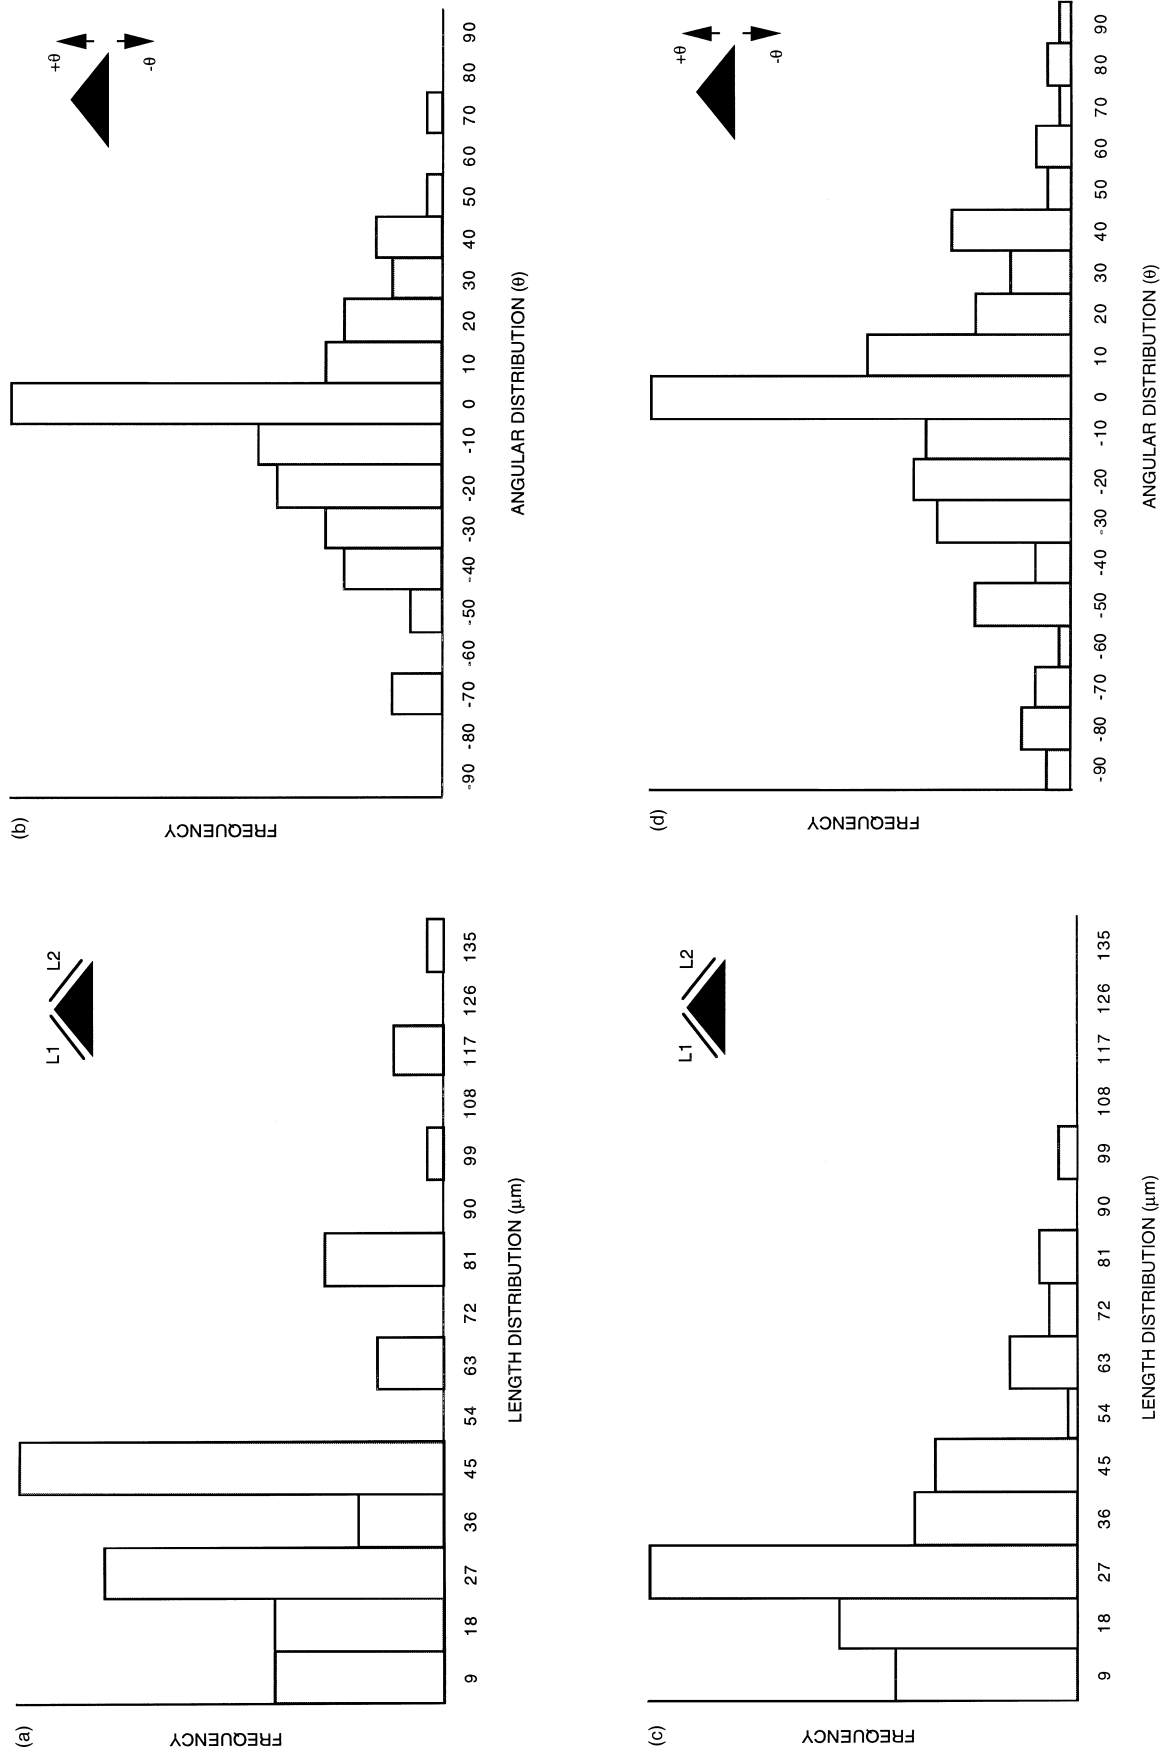 (a)
FREQUENCY
L1 L2
9 18 27 36 45 54 63 72 81 90 99 108 117 126 135
LENGTH DISTRIBUTION (µm)
(b)
FREQUENCY
+θ
-θ
-90 -80 -70 -60 -50 -40 -30 -20 -10 0 10 20 30 40 50 60 70 80 90
ANGULAR DISTRIBUTION (θ)
(c)
FREQUENCY
L1 L2
9 18 27 36 45 54 63 72 81 90 99 108 117 126 135
LENGTH DISTRIBUTION (µm)
(d)
FREQUENCY
+θ
-θ
-90 -80 -70 -60 -50 -40 -30 -20 -10 0 10 20 30 40 50 60 70 80 90
ANGULAR DISTRIBUTION (θ)